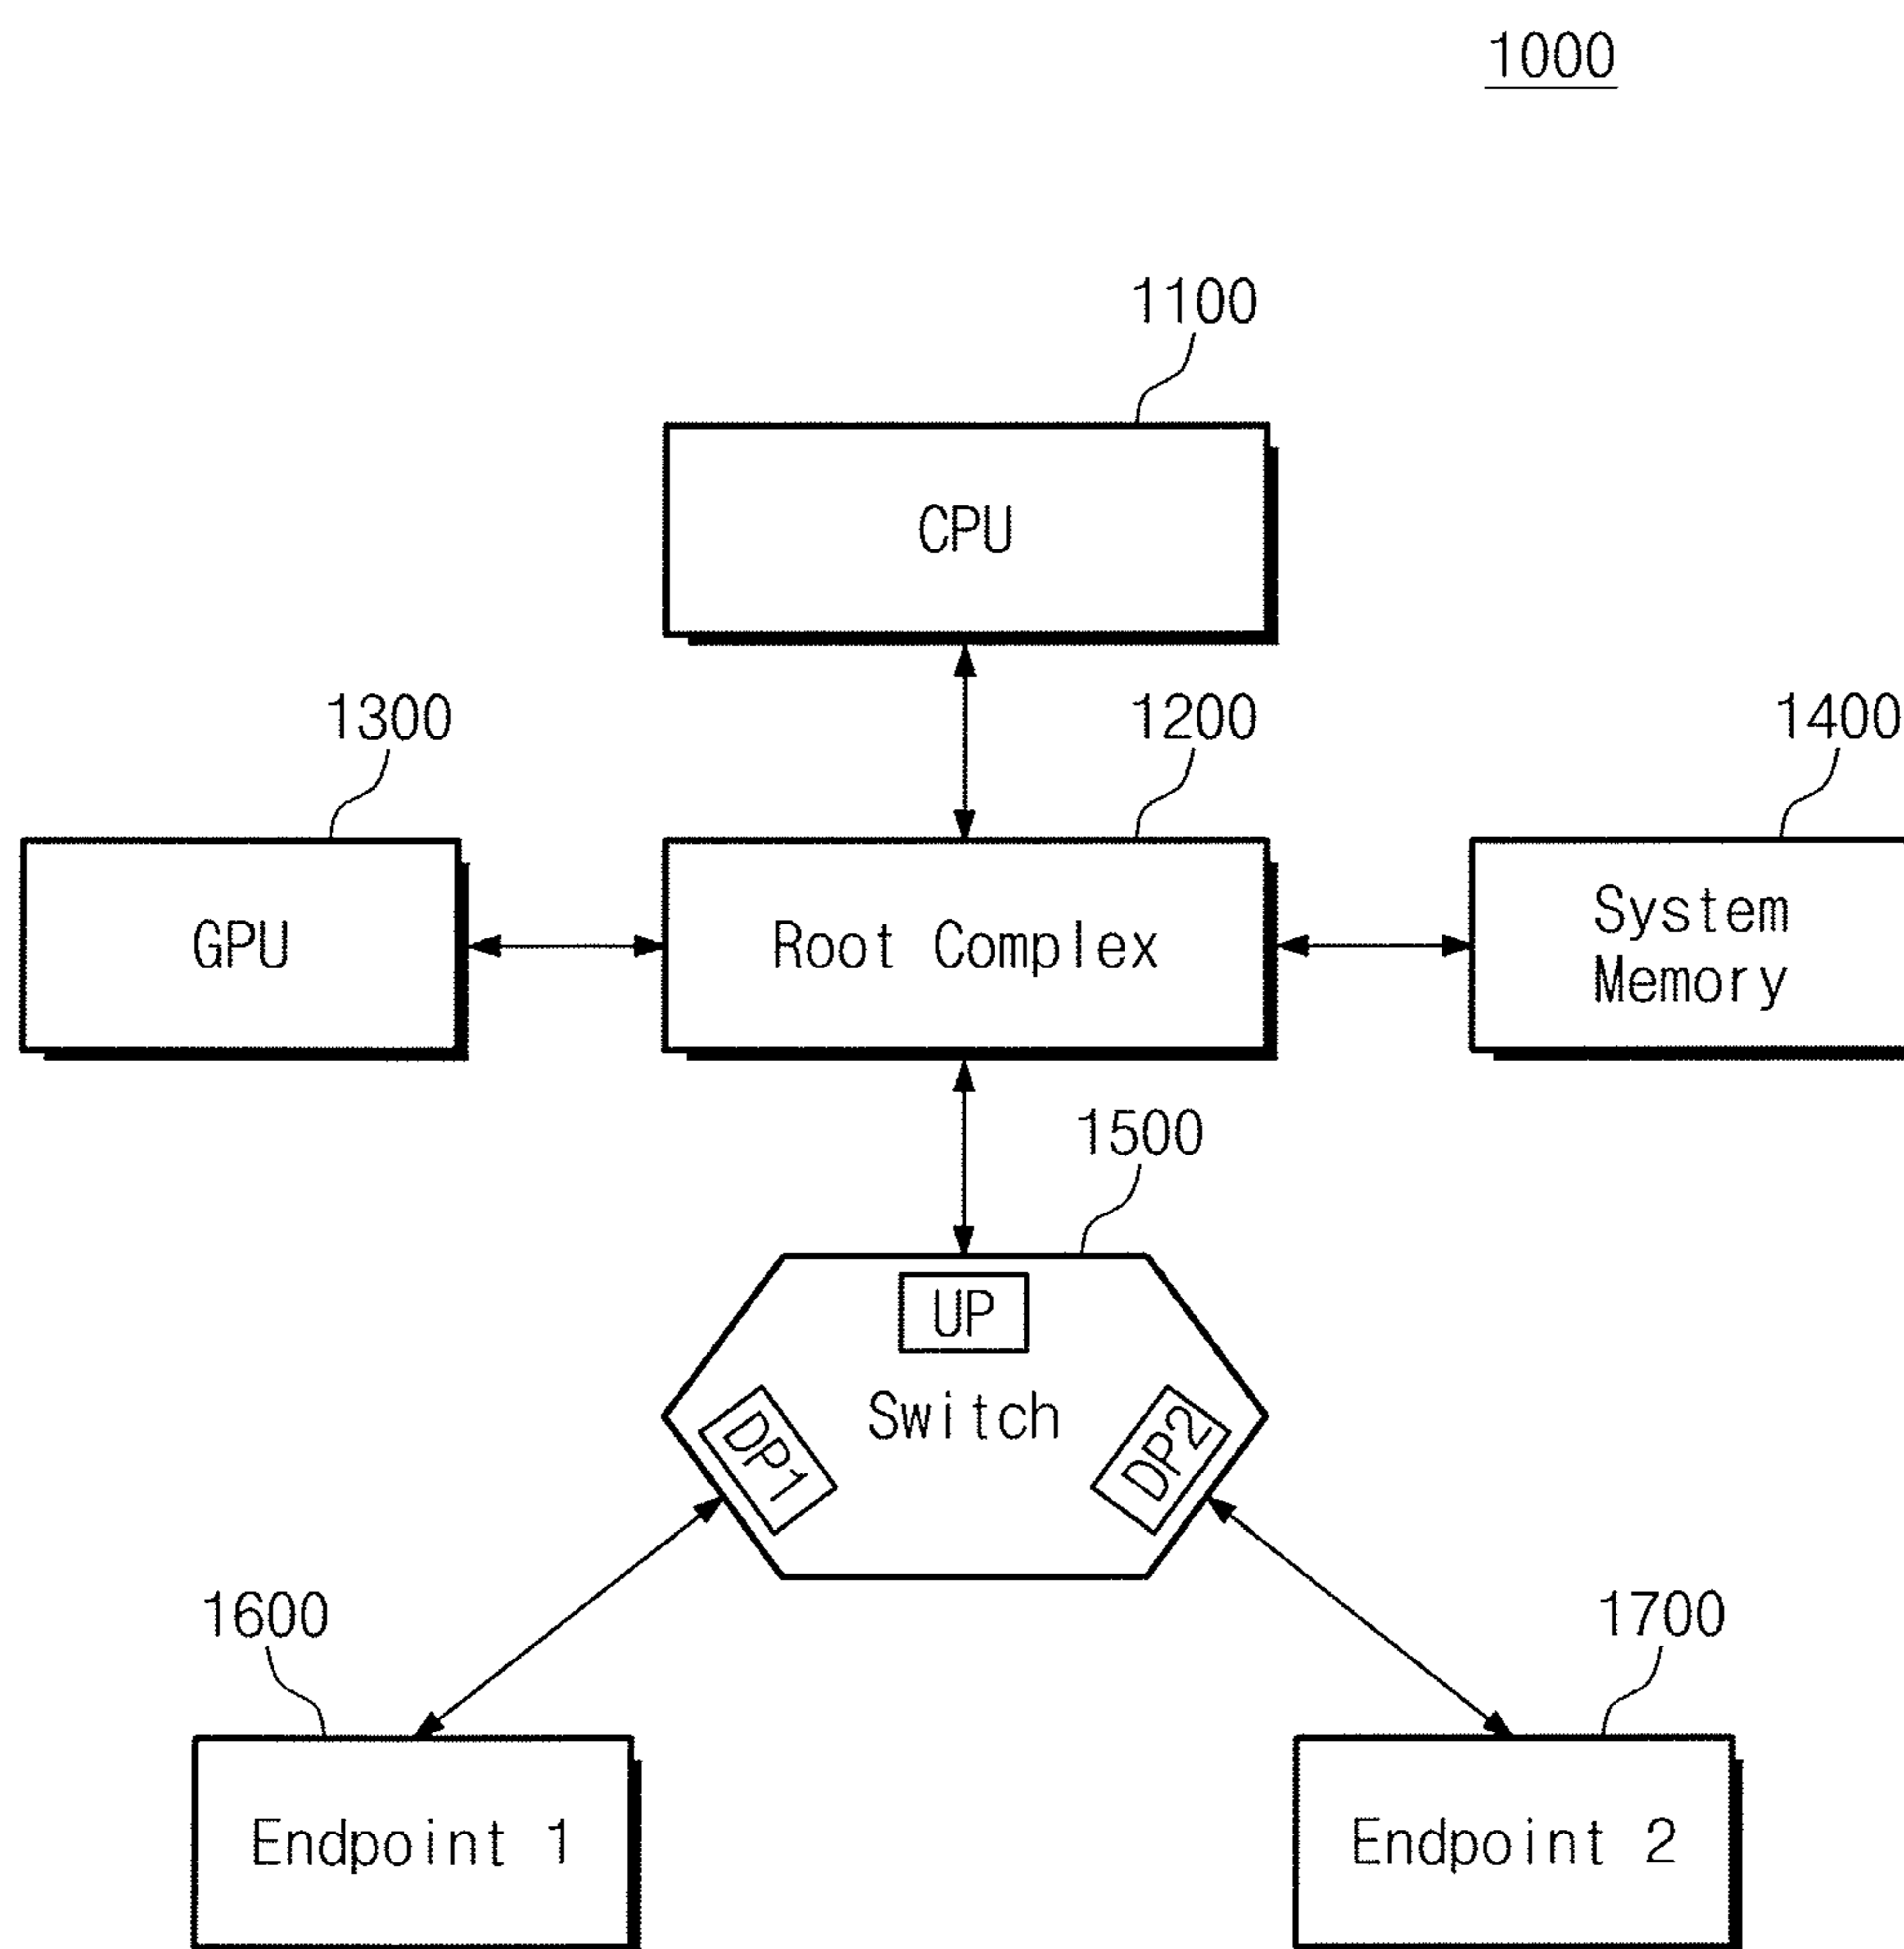 1000
1100
CPU
1300
1200
1400
GPU
Root Complex
System
Memory
1500
UP
Switch
DP1
DP2
1600
1700
Endpoint 1
Endpoint 2